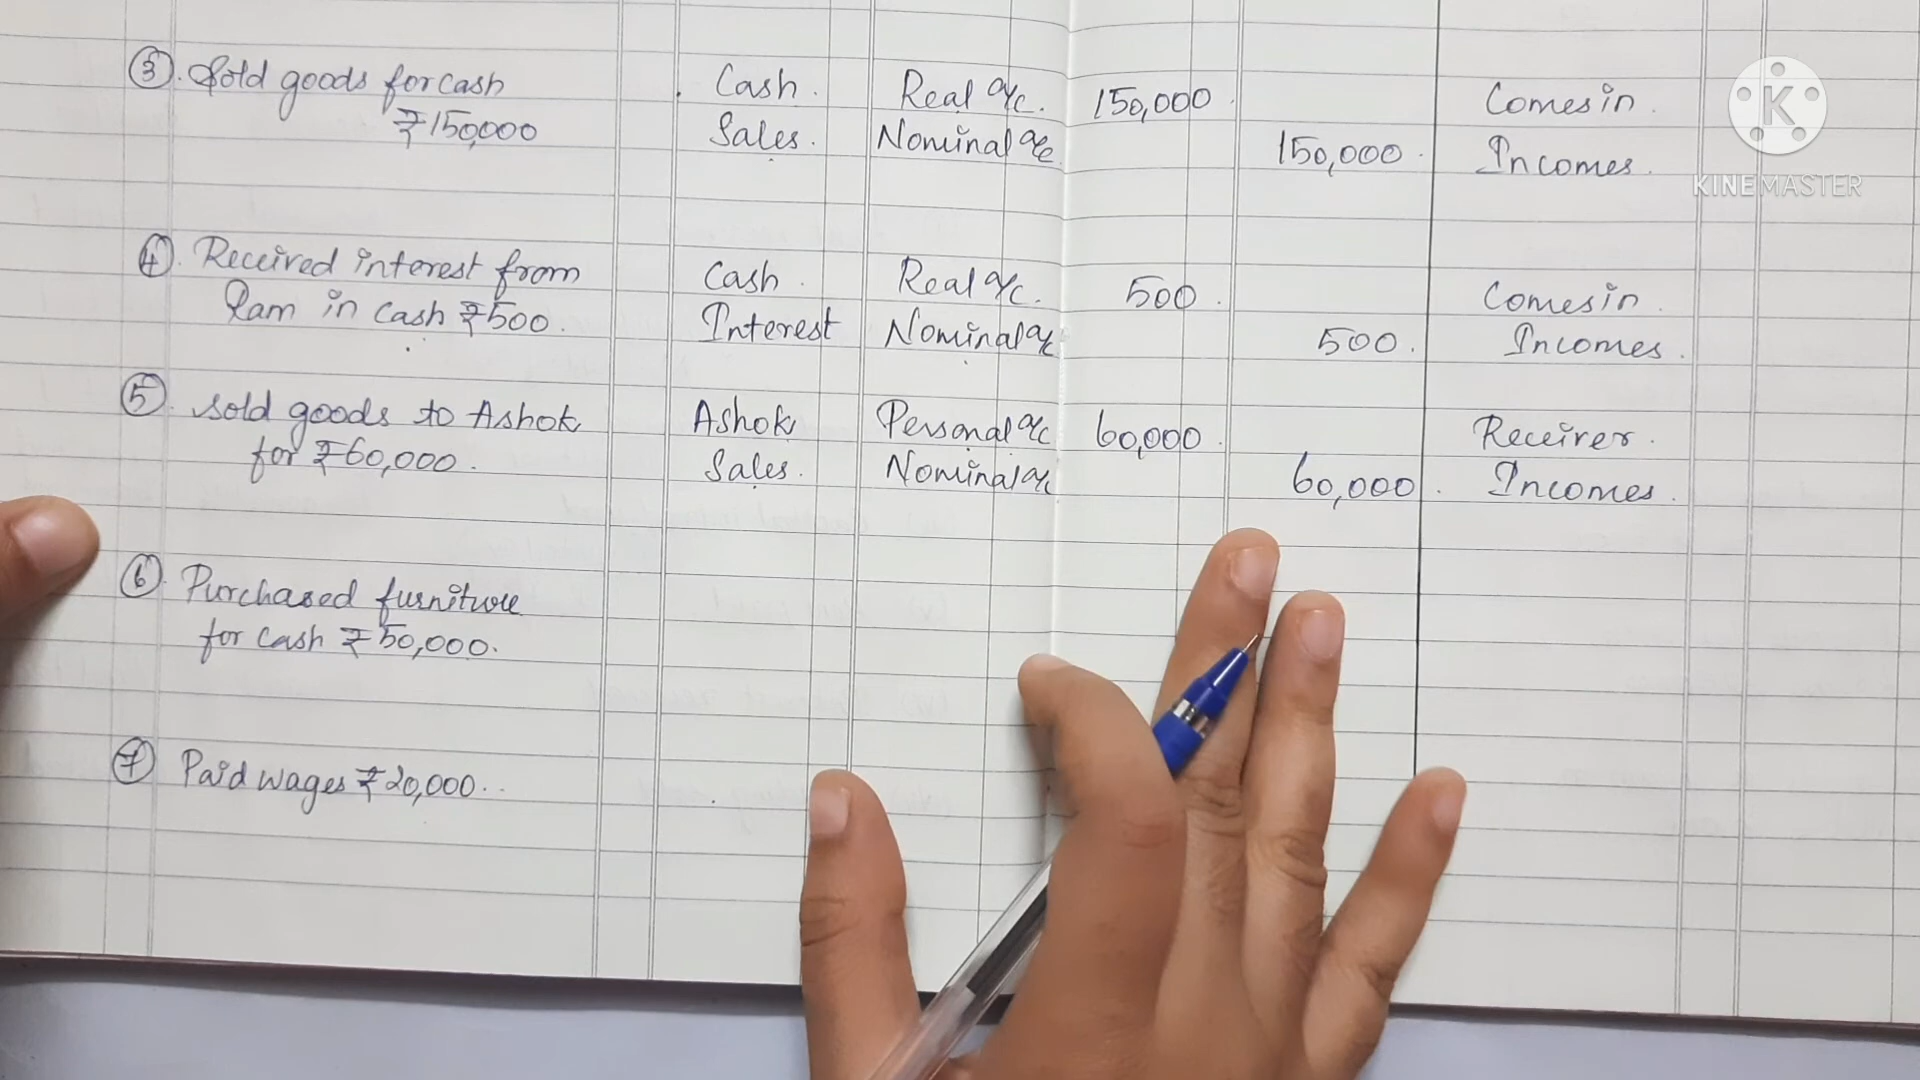 ③. Sold goods for cash
₹150,000
Cash. Real a/c. 150,000. Comes in.
Sales. Nominal a/c 150,000. Incomes.
④. Received interest from
Ram in cash ₹500.
Cash. Real a/c. 500. Comes in.
Interest Nominal a/c 500. Incomes.
⑤. Sold goods to Ashok
for ₹60,000.
Ashok Personal a/c 60,000. Receiver.
Sales. Nominal a/c 60,000. Incomes.
⑥. Purchased furniture
for cash ₹50,000.
⑦ Paid wages ₹20,000..
K
KINEMASTER